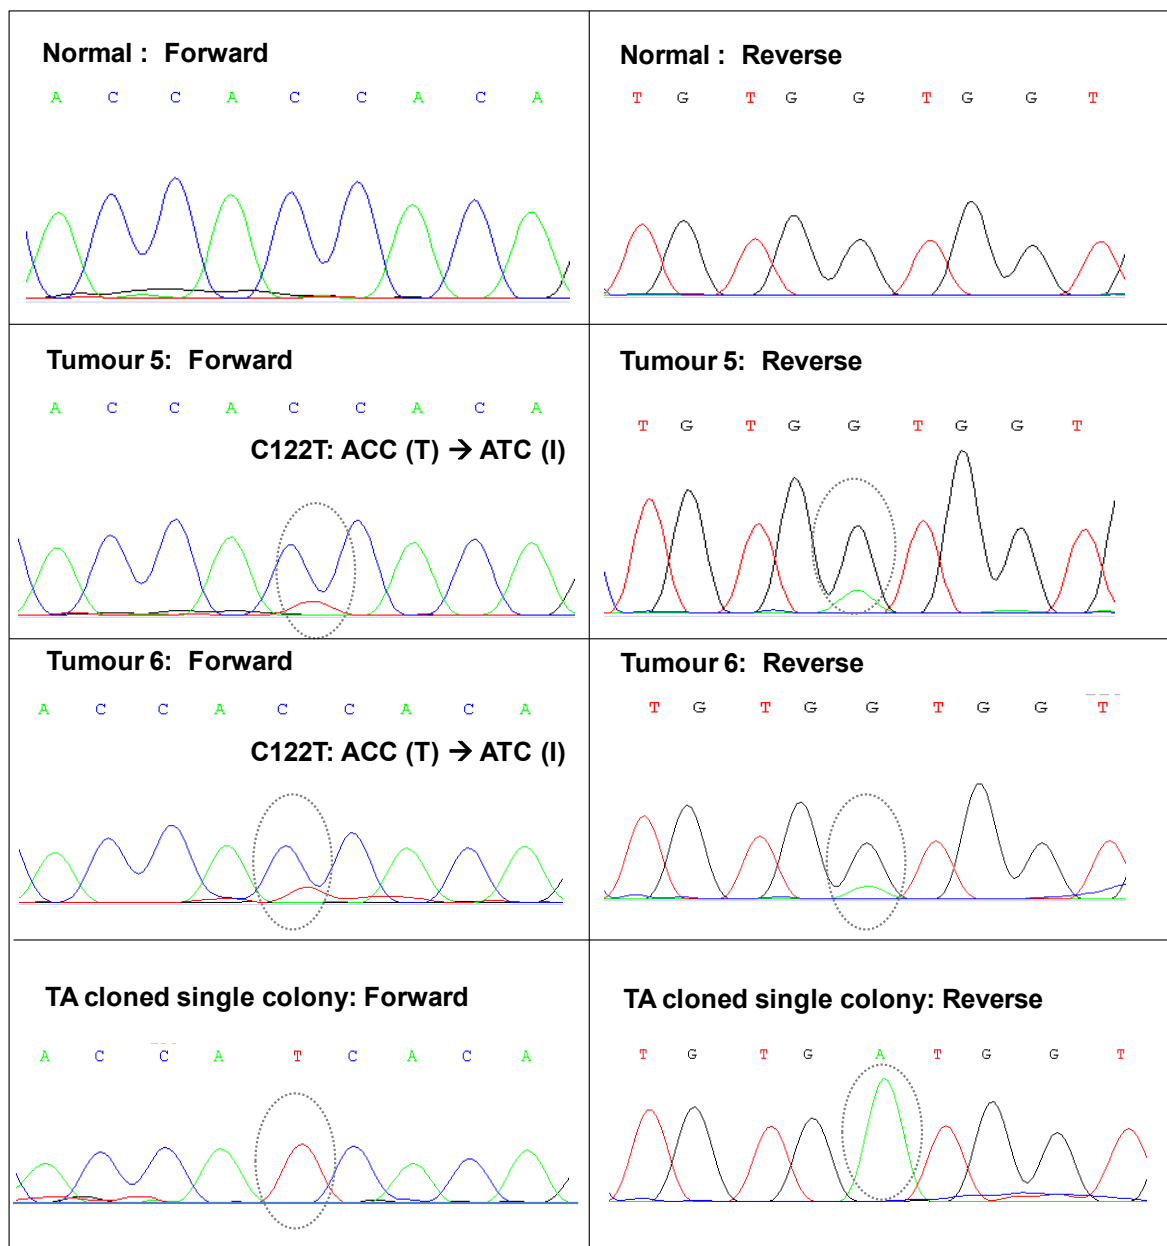 Normal : Forward
A C C A C C A C A
Normal : Reverse
T G T G G T G G T
Tumour 5: Forward
A C C A C C A C A
C122T: ACC (T) → ATC (I)
Tumour 5: Reverse
T G T G G T G G T
Tumour 6: Forward
A C C A C C A C A
C122T: ACC (T) → ATC (I)
Tumour 6: Reverse
T G T G G T G G T
TA cloned single colony: Forward
A C C A T C A C A
TA cloned single colony: Reverse
T G T G A T G G T